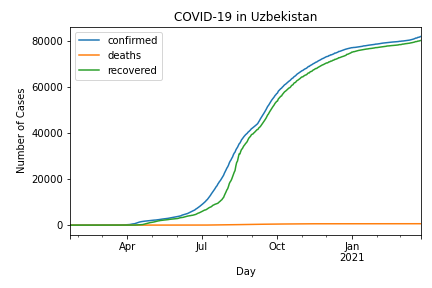 COVID-19 in Uzbekistan
confirmed
deaths
recovered
Number of Cases
80000
60000
40000
20000
0
Apr
Jul
Oct
Jan
2021
Day